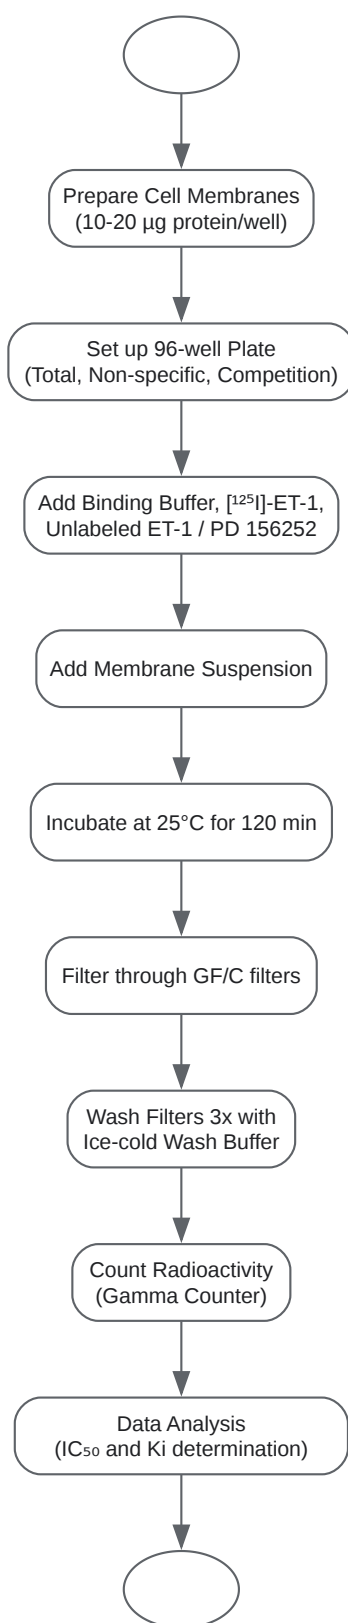 Prepare Cell Membranes
(10-20 µg protein/well)
Set up 96-well Plate
(Total, Non-specific, Competition)
Add Binding Buffer, [¹²⁵I]-ET-1,
Unlabeled ET-1 / PD 156252
Add Membrane Suspension
Incubate at 25°C for 120 min
Filter through GF/C filters
Wash Filters 3x with
Ice-cold Wash Buffer
Count Radioactivity
(Gamma Counter)
Data Analysis
(IC₅₀ and Ki determination)